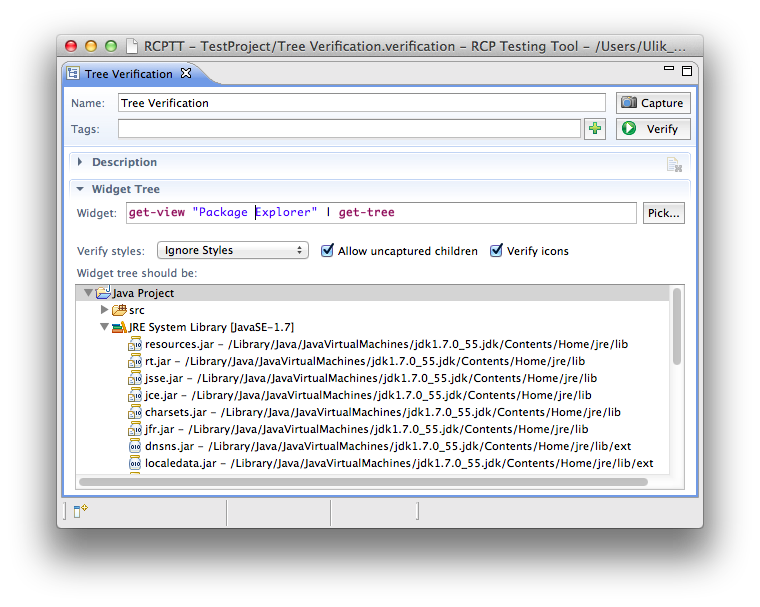 RCPTT – TestProject/Tree Verification.verification – RCP Testing Tool – /Users/Ulik_...
Tree Verification
Name: Tree Verification
Capture
Tags:
Verify
Description
Widget Tree
Widget: get-view "Package Explorer" | get-tree
Pick...
Verify styles: Ignore Styles
Allow uncaptured children
Verify icons
Widget tree should be:
Java Project
src
JRE System Library [JavaSE-1.7]
resources.jar – /Library/Java/JavaVirtualMachines/jdk1.7.0_55.jdk/Contents/Home/jre/lib
rt.jar – /Library/Java/JavaVirtualMachines/jdk1.7.0_55.jdk/Contents/Home/jre/lib
jsse.jar – /Library/Java/JavaVirtualMachines/jdk1.7.0_55.jdk/Contents/Home/jre/lib
jce.jar – /Library/Java/JavaVirtualMachines/jdk1.7.0_55.jdk/Contents/Home/jre/lib
charsets.jar – /Library/Java/JavaVirtualMachines/jdk1.7.0_55.jdk/Contents/Home/jre/lib
jfr.jar – /Library/Java/JavaVirtualMachines/jdk1.7.0_55.jdk/Contents/Home/jre/lib
dnsns.jar – /Library/Java/JavaVirtualMachines/jdk1.7.0_55.jdk/Contents/Home/jre/lib/ext
localedata.jar – /Library/Java/JavaVirtualMachines/jdk1.7.0_55.jdk/Contents/Home/jre/lib/ext